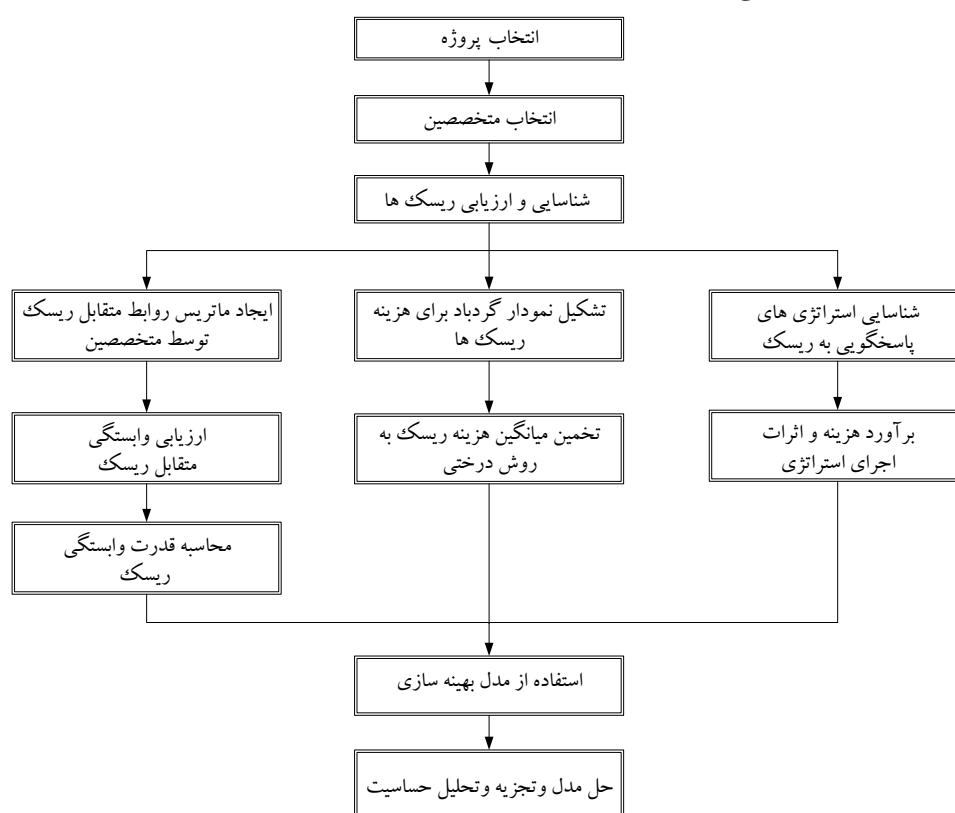 انتخاب پروژه
انتخاب متخصصین
شناسایی و ارزیابی ریسک ها
ایجاد ماتریس روابط متقابل ریسک
توسط متخصصین
تشکیل نمودار گردباد برای هزینه
ریسک ها
شناسایی استراتژی های
پاسخگویی به ریسک
ارزیابی وابستگی
متقابل ریسک
تخمین میانگین هزینه ریسک به
روش درختی
برآورد هزینه و اثرات
اجرای استراتژی
محاسبه قدرت وابستگی
ریسک
استفاده از مدل بهینه سازی
حل مدل وتجزیه وتحلیل حساسیت